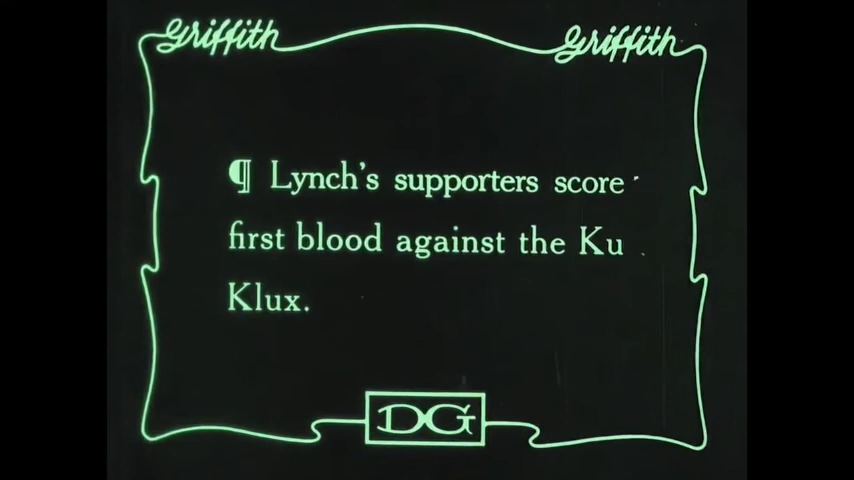 Griffith Griffith
¶ Lynch's supporters score
first blood against the Ku
Klux.
DG